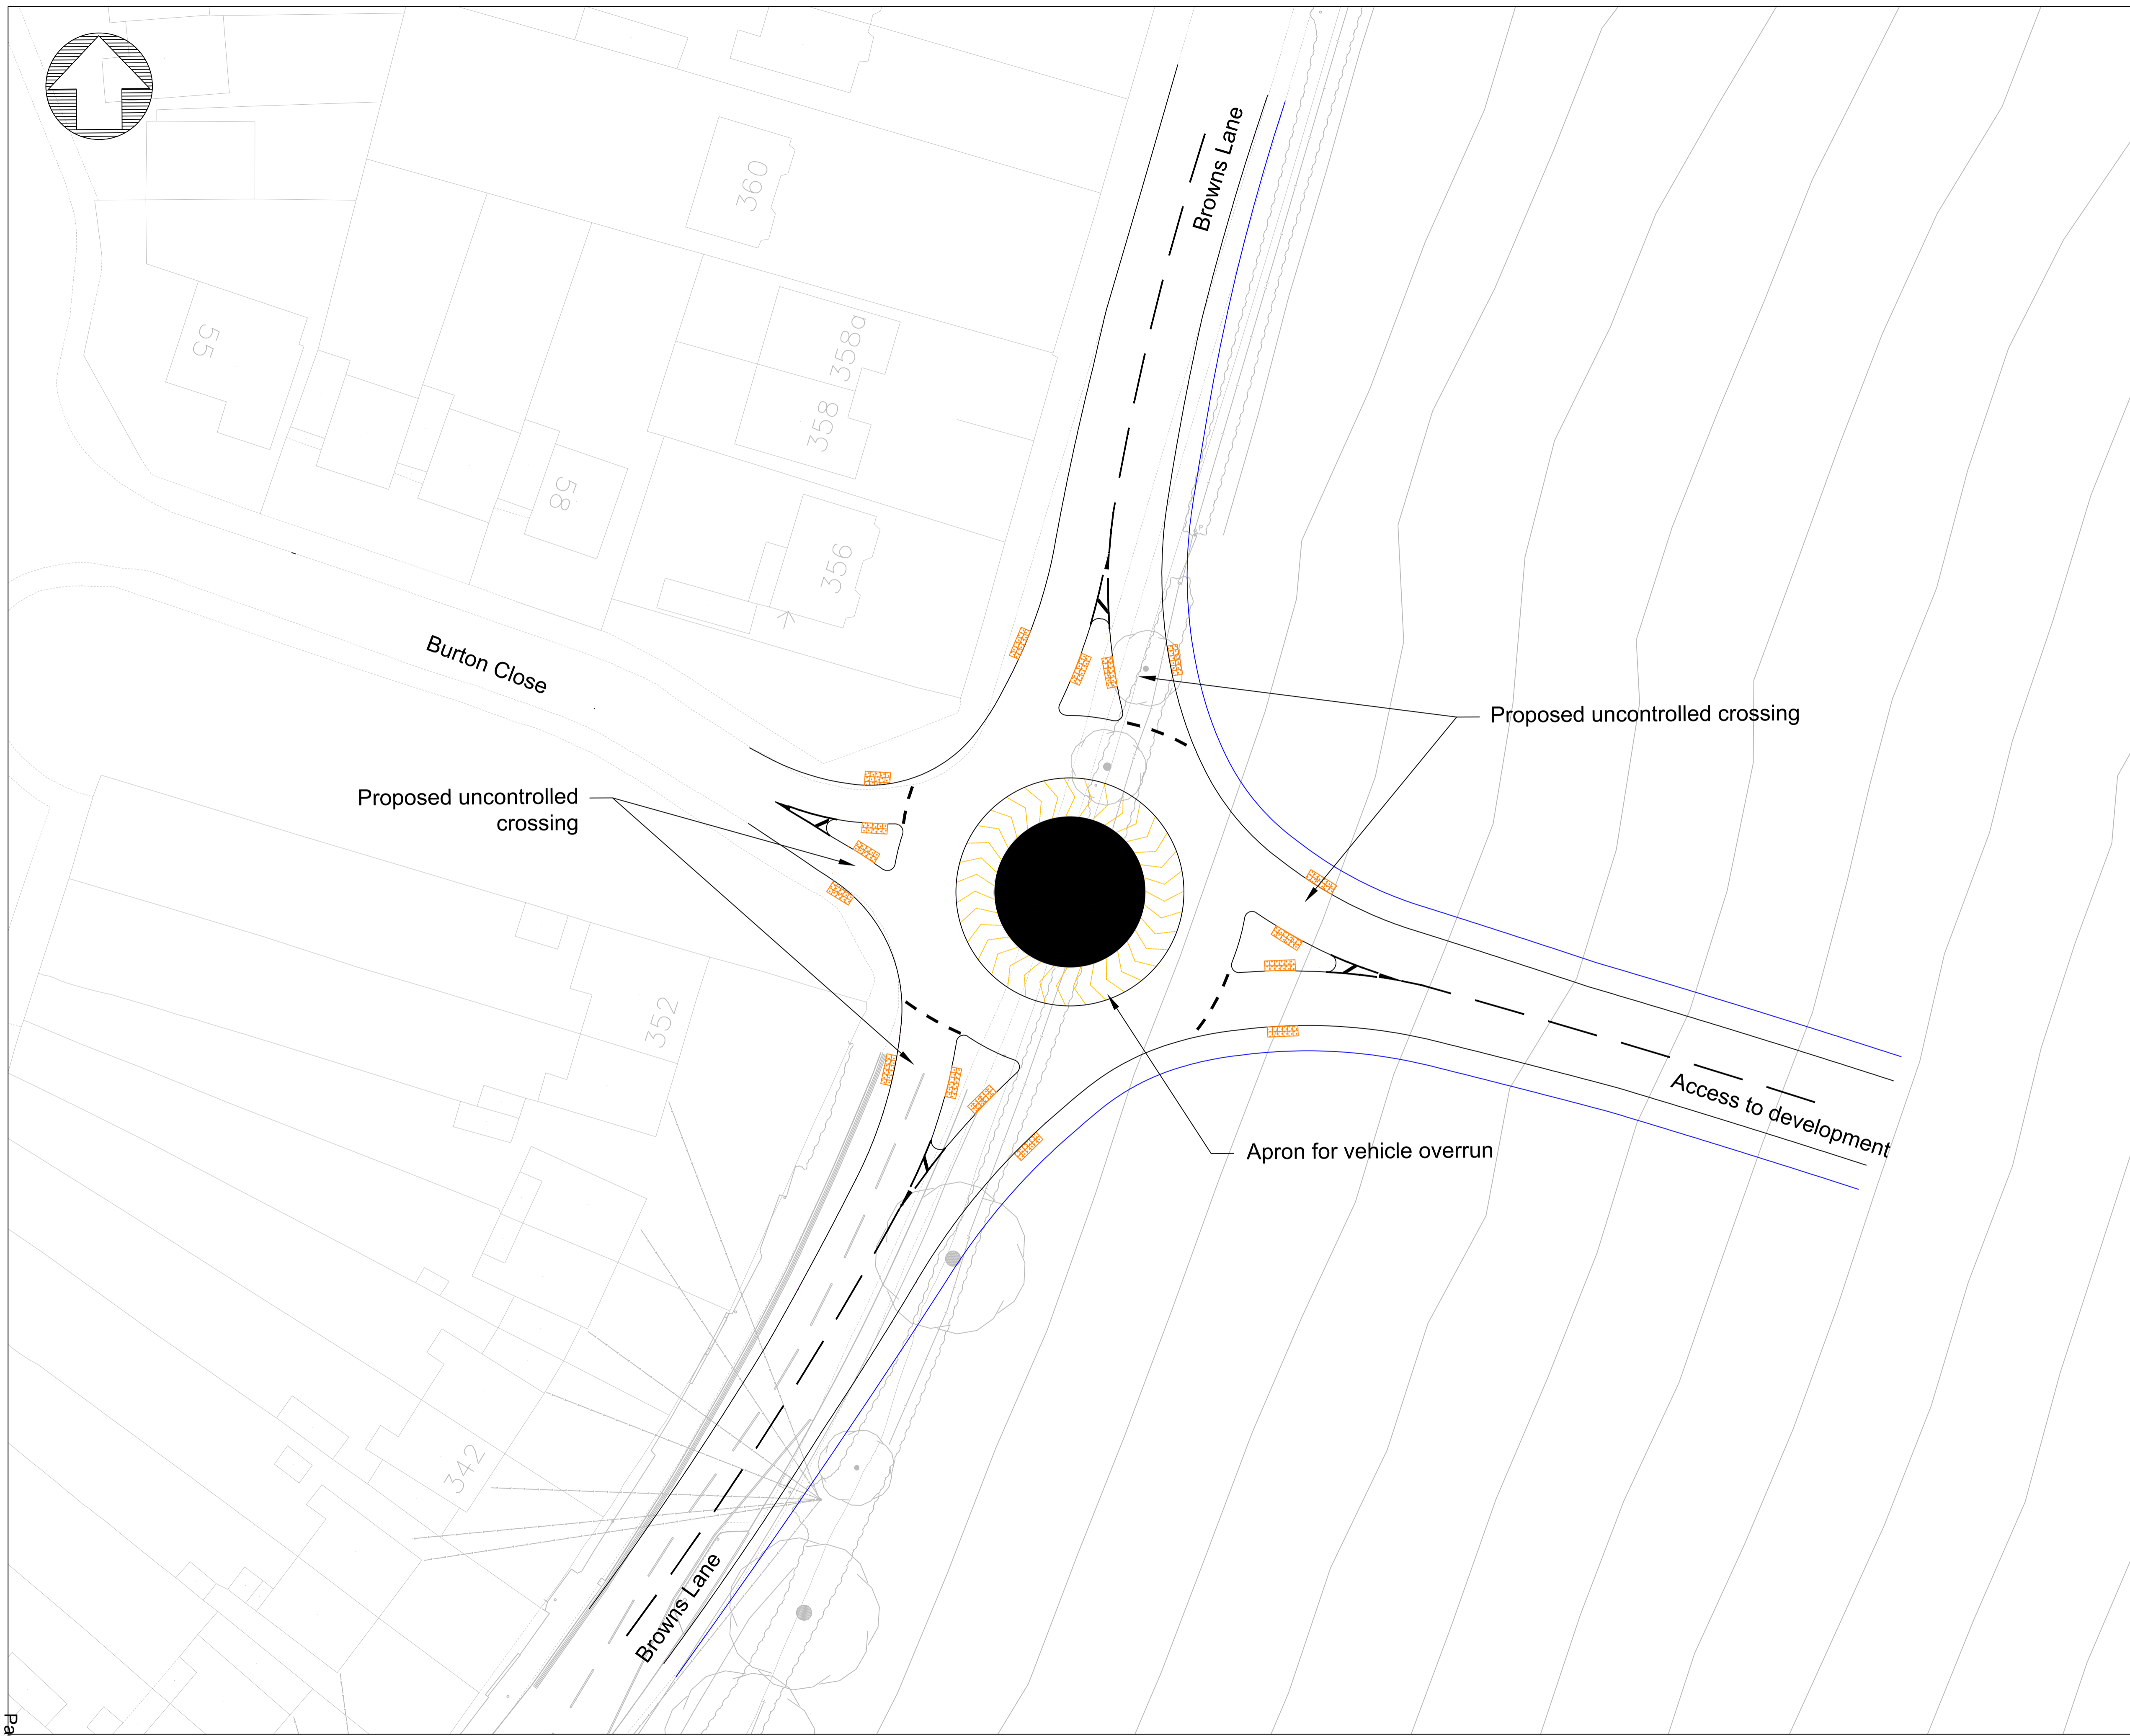 Browns Lane
360
55
358a
358
58
356
Burton Close
Proposed uncontrolled crossing
Proposed uncontrolled
crossing
352
Access to development
Apron for vehicle overrun
342
Browns Lane
Pa